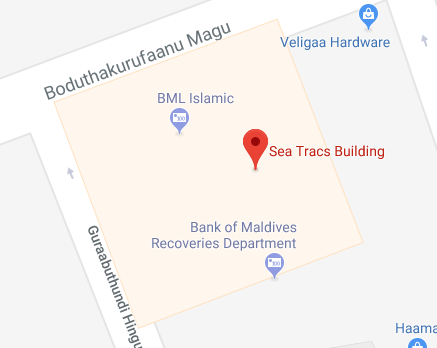 Veligaa Hardware
Boduthakurufaanu Magu
BML Islamic
Sea Tracs Building
Bank of Maldives
Recoveries Department
Guraabuthundi Hingu
Haama